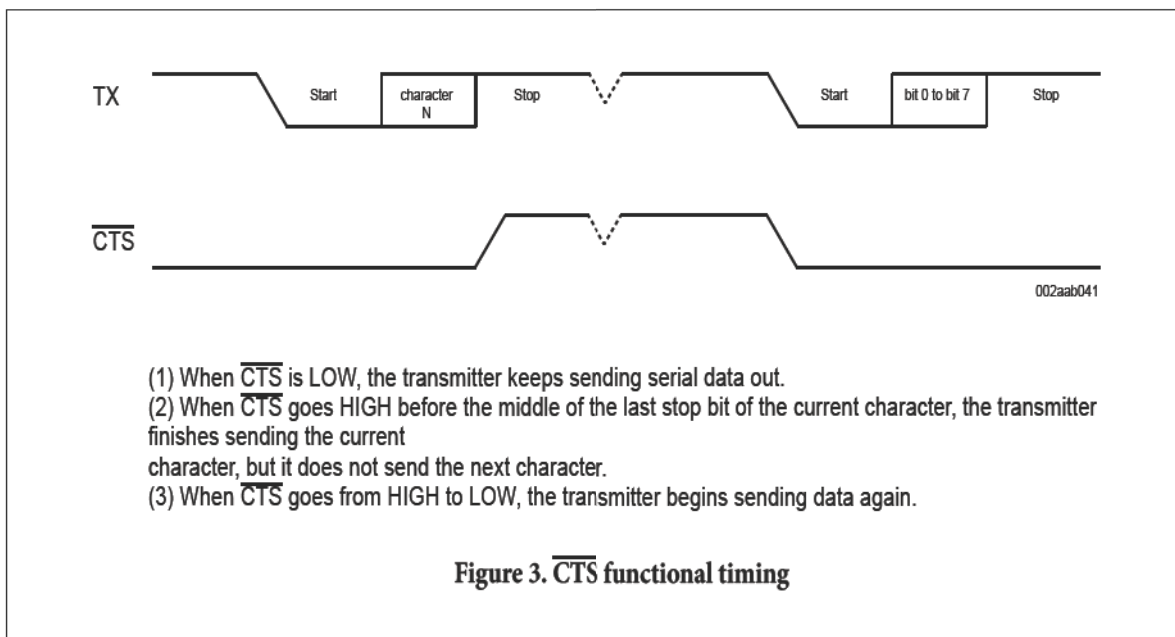 TX
Start
character
N
Stop
Start
bit 0 to bit 7
Stop
CTS
002aab041
(1) When CTS is LOW, the transmitter keeps sending serial data out.
(2) When CTS goes HIGH before the middle of the last stop bit of the current character, the transmitter
finishes sending the current
character, but it does not send the next character.
(3) When CTS goes from HIGH to LOW, the transmitter begins sending data again.
Figure 3. CTS functional timing